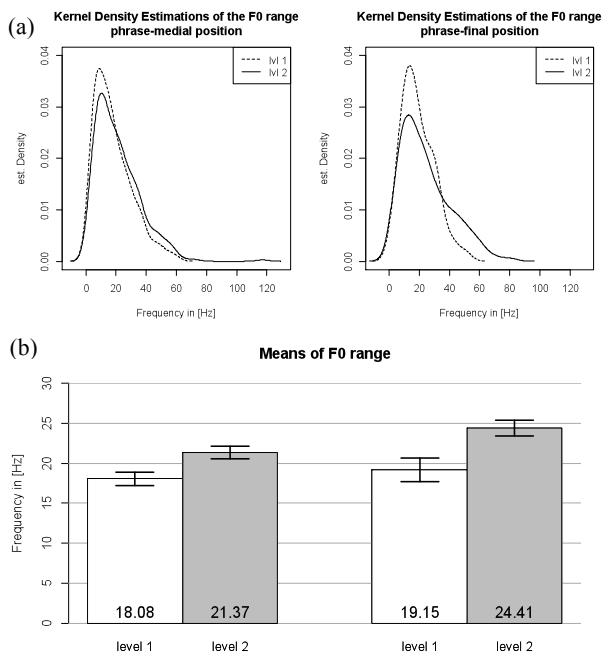 (a)
Kernel Density Estimations of the F0 range
phrase-medial position
lvl 1
lvl 2
est. Density
0.00 0.01 0.02 0.03 0.04
0 20 40 60 80 100 120
Frequency in [Hz]
Kernel Density Estimations of the F0 range
phrase-final position
lvl 1
lvl 2
est. Density
0.00 0.01 0.02 0.03 0.04
0 20 40 60 80 100 120
Frequency in [Hz]
(b)
Means of F0 range
Frequency in [Hz]
30
25
20
15
10
5
0
18.08 21.37 19.15 24.41
level 1 level 2 level 1 level 2